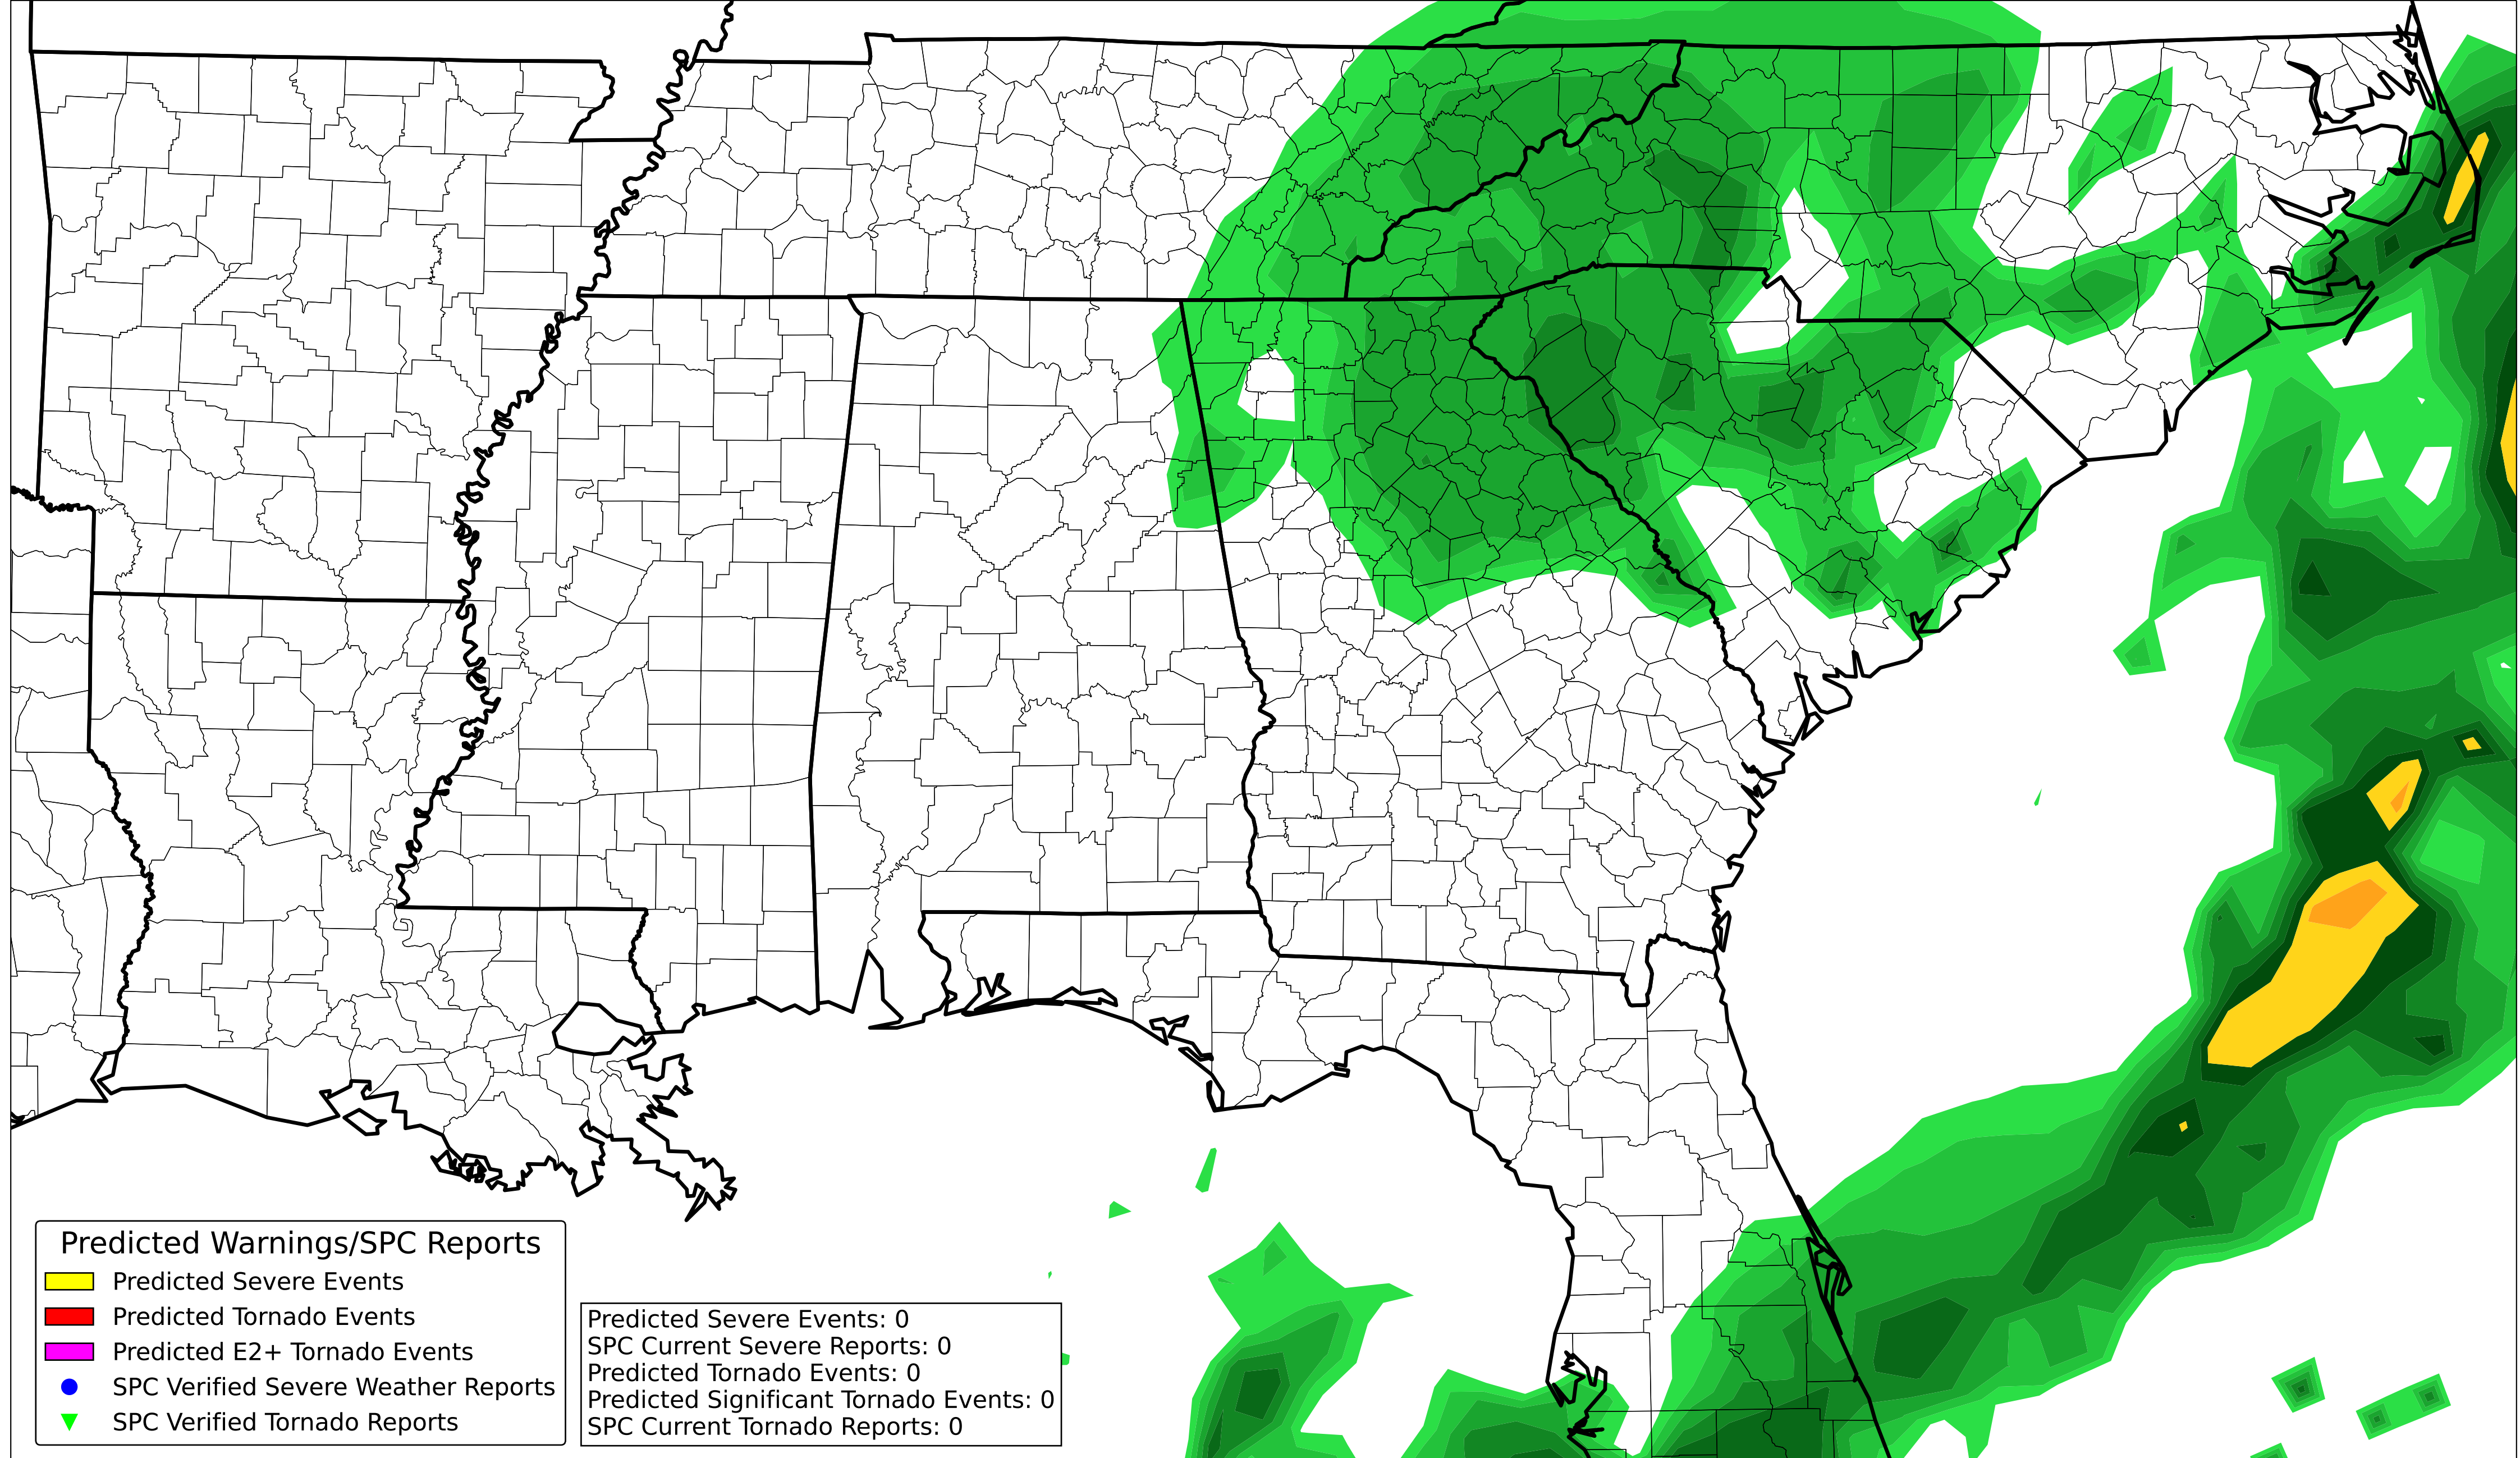 Predicted Warnings/SPC Reports
Predicted Severe Events
Predicted Tornado Events
Predicted E2+ Tornado Events
SPC Verified Severe Weather Reports
SPC Verified Tornado Reports
Predicted Severe Events: 0
SPC Current Severe Reports: 0
Predicted Tornado Events: 0
Predicted Significant Tornado Events: 0
SPC Current Tornado Reports: 0